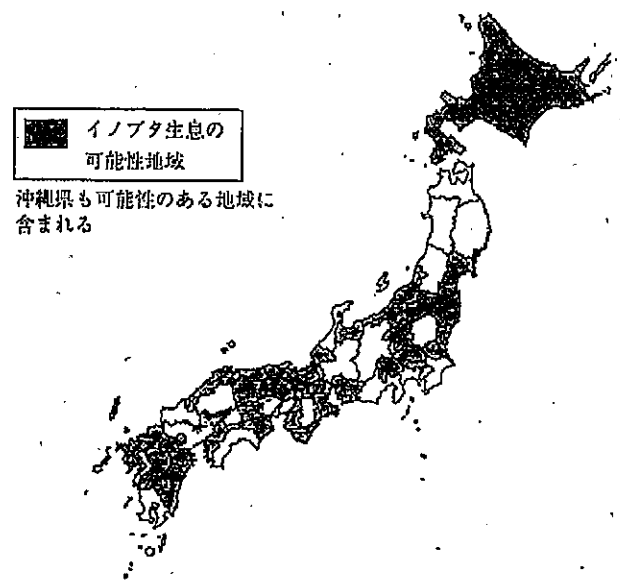 イノブタ生息の
可能性地域
沖縄県も可能性のある地域に
含まれる